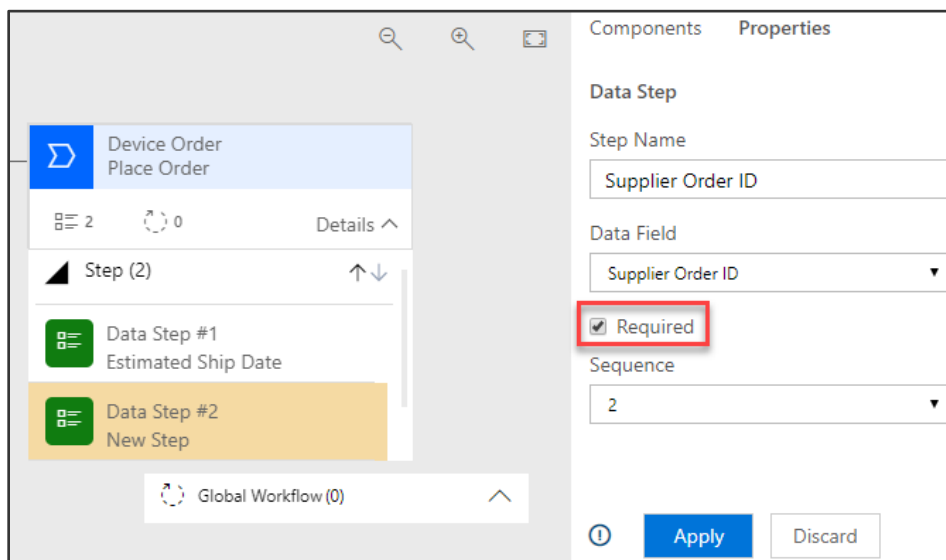 Components Properties
Data Step
Step Name
Supplier Order ID
Data Field
Supplier Order ID
Required
Sequence
2
Apply Discard
Device Order
Place Order
2 0 Details
Step (2)
Data Step #1
Estimated Ship Date
Data Step #2
New Step
Global Workflow (0)